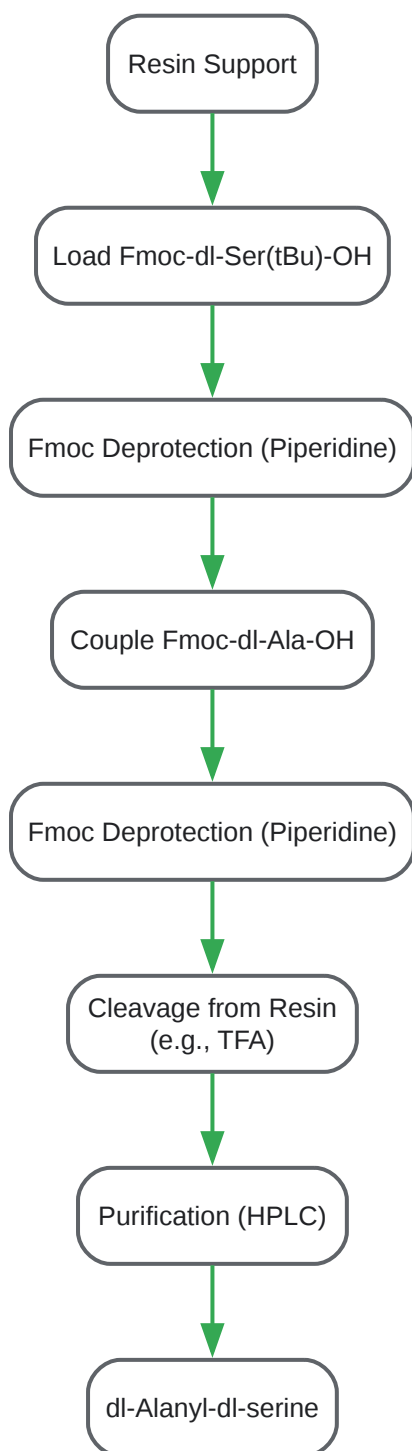 Resin Support
Load Fmoc-dl-Ser(tBu)-OH
Fmoc Deprotection (Piperidine)
Couple Fmoc-dl-Ala-OH
Fmoc Deprotection (Piperidine)
Cleavage from Resin
(e.g., TFA)
Purification (HPLC)
dl-Alanyl-dl-serine